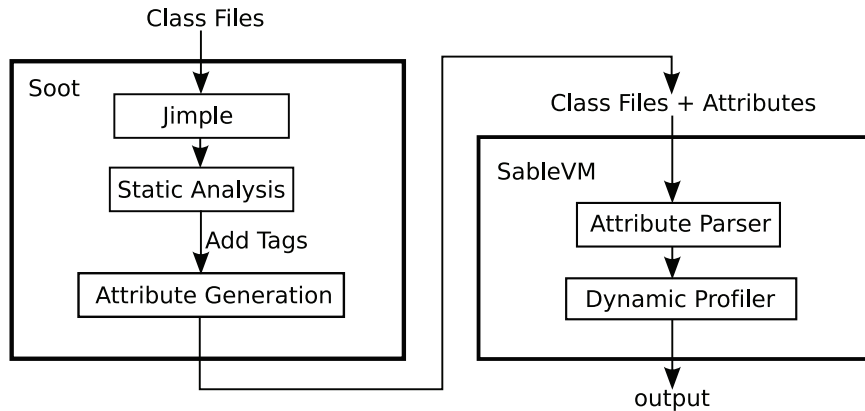 Class Files
Soot
Jimple
Static Analysis
Add Tags
Attribute Generation
Class Files + Attributes
SableVM
Attribute Parser
Dynamic Profiler
output